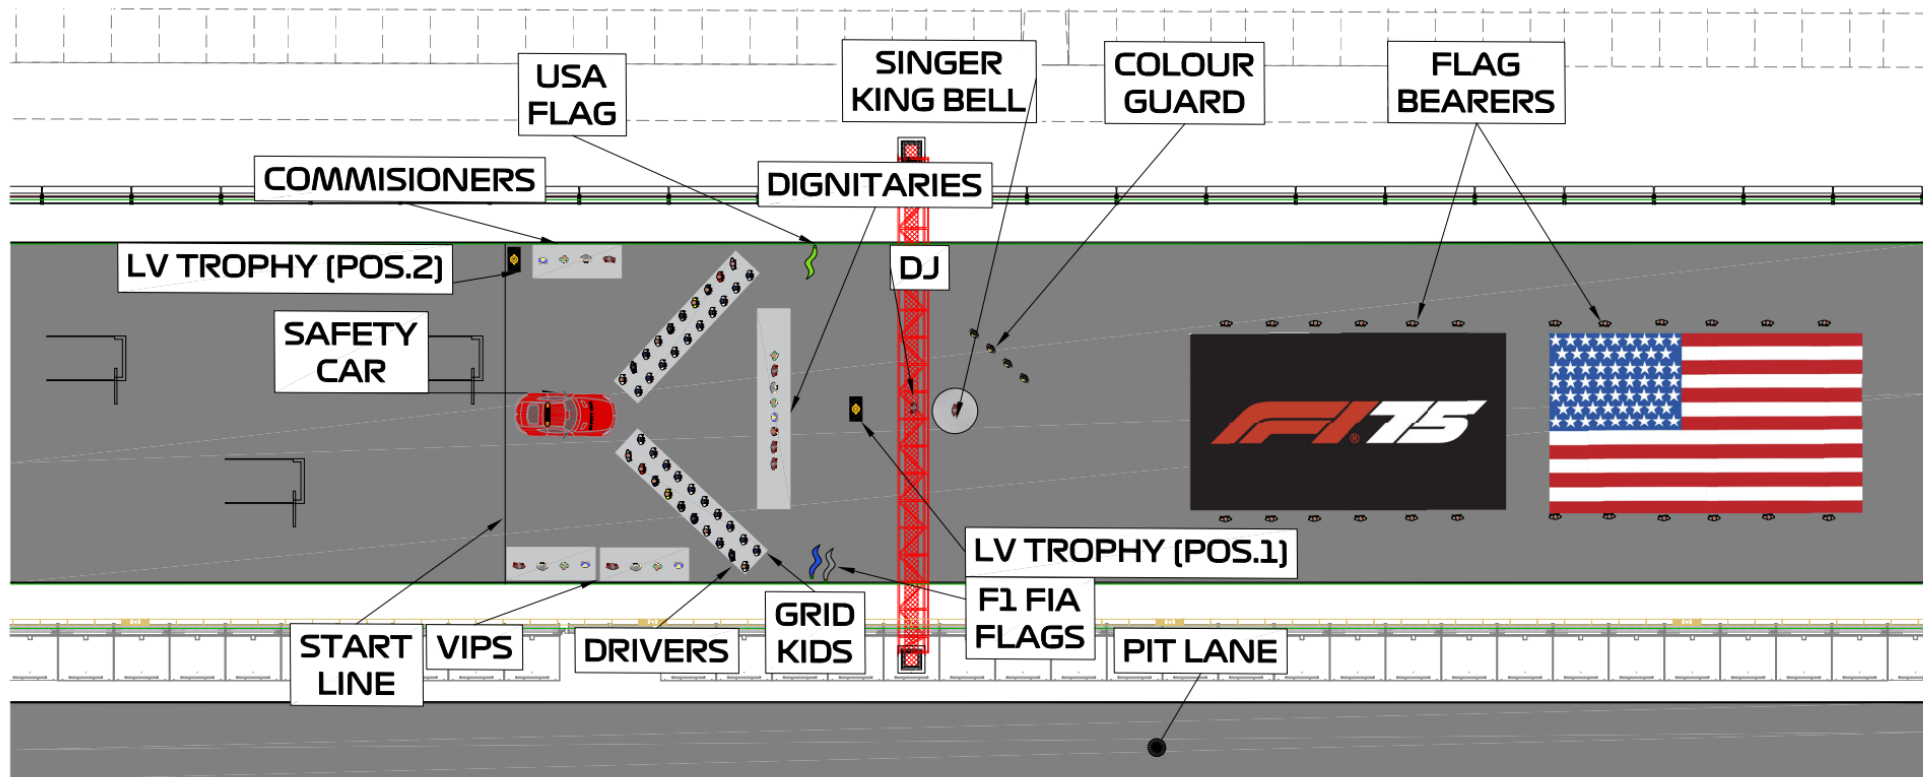 USA
FLAG
SINGER
KING BELL
COLOUR
GUARD
FLAG
BEARERS
COMMISIONERS
DIGNITARIES
LV TROPHY (POS.2)
DJ
SAFETY
CAR
F1 75
®
LV TROPHY (POS.1)
F1 FIA
FLAGS
GRID
KIDS
START
LINE
VIPS
DRIVERS
PIT LANE